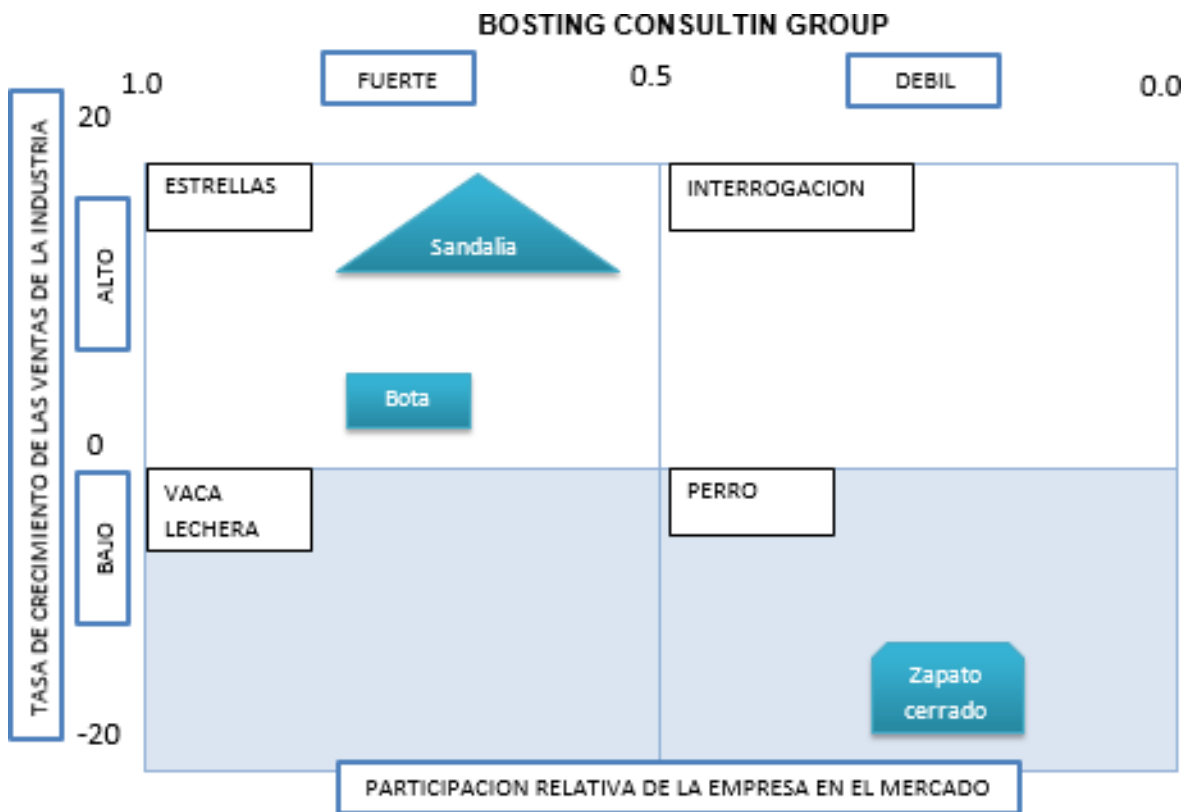 BOSTING CONSULTIN GROUP
1.0
FUERTE
0.5
DEBIL
0.0
20
TASA DE CRECIMIENTO DE LAS VENTAS DE LA INDUSTRIA
ESTRELLAS
INTERROGACION
Sandalia
ALTO
Bota
0
VACA
LECHERA
PERRO
BAJO
Zapato
cerrado
-20
PARTICIPACION RELATIVA DE LA EMPRESA EN EL MERCADO